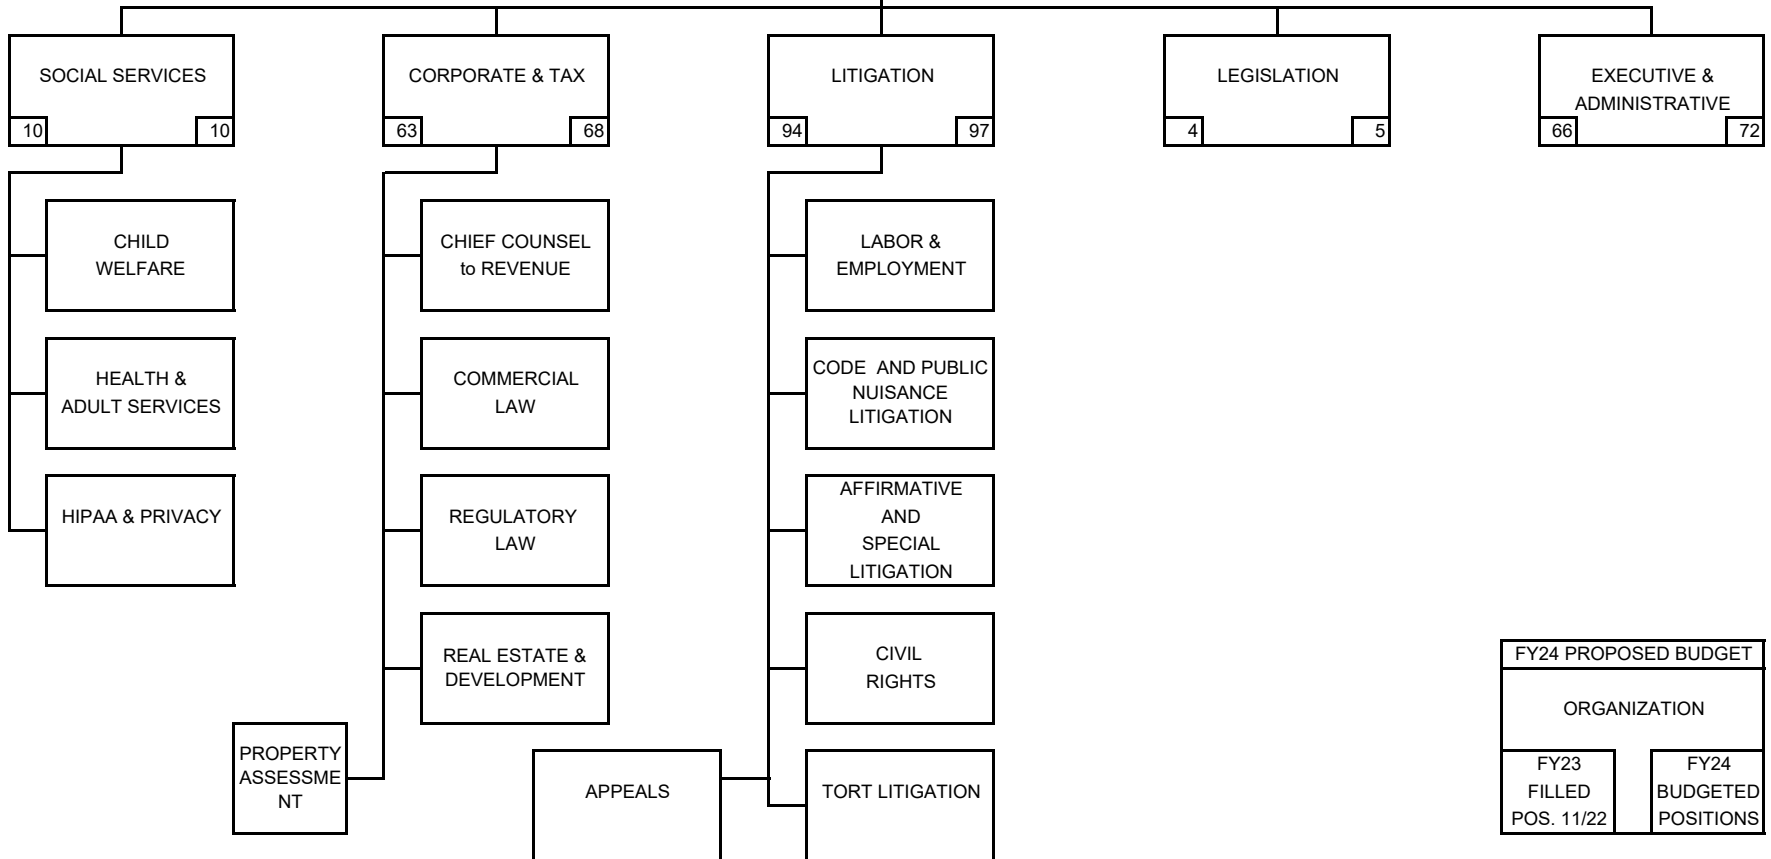 SOCIAL SERVICES
10
10
CORPORATE & TAX
63
68
LITIGATION
94
97
LEGISLATION
4
5
EXECUTIVE &
ADMINISTRATIVE
66
72
CHILD
WELFARE
HEALTH &
ADULT SERVICES
HIPAA & PRIVACY
CHIEF COUNSEL
to REVENUE
COMMERCIAL
LAW
REGULATORY
LAW
REAL ESTATE &
DEVELOPMENT
PROPERTY
ASSESSME
NT
LABOR &
EMPLOYMENT
CODE AND PUBLIC
NUISANCE
LITIGATION
AFFIRMATIVE
AND
SPECIAL
LITIGATION
CIVIL
RIGHTS
APPEALS
TORT LITIGATION
FY24 PROPOSED BUDGET
ORGANIZATION
FY23
FILLED
POS. 11/22
FY24
BUDGETED
POSITIONS